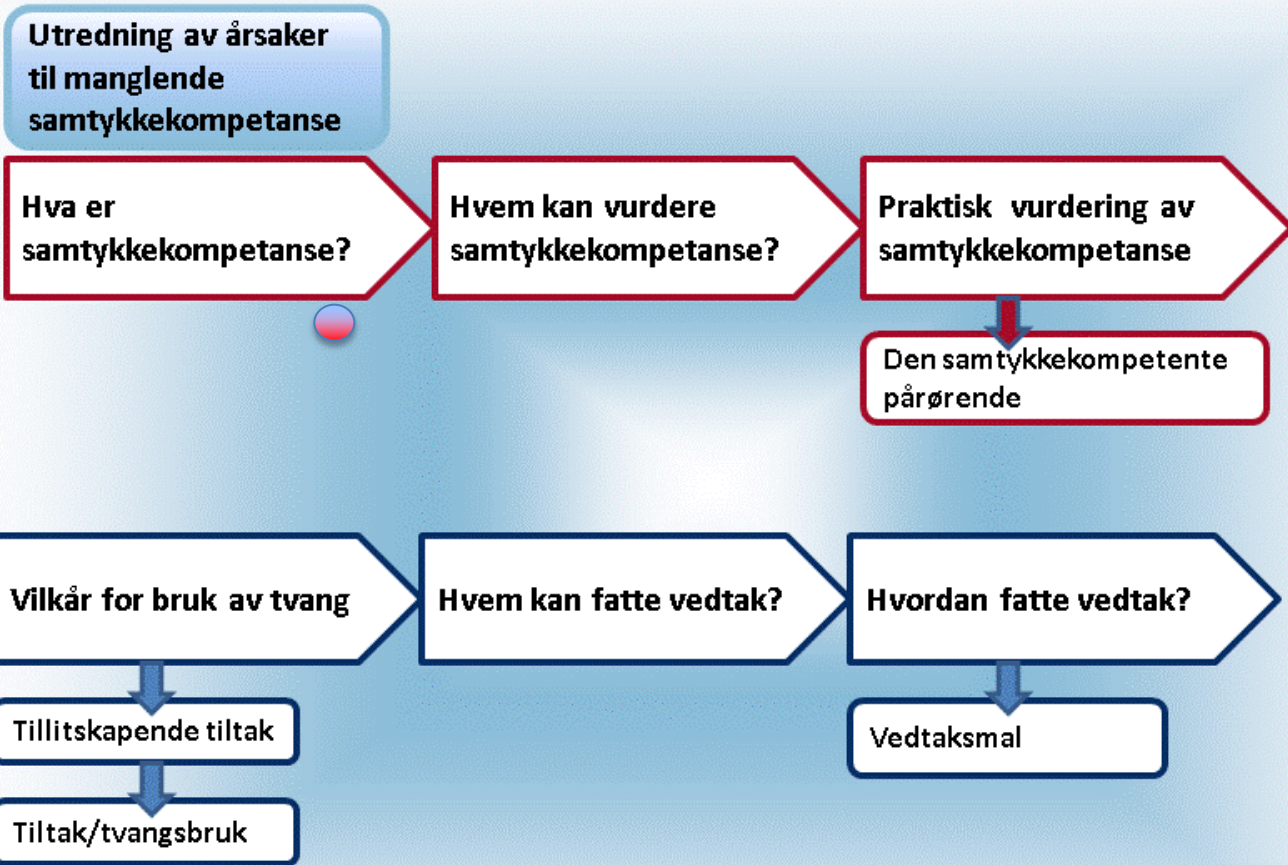 Utredning av årsaker
til manglende
samtykkekompetanse
Hva er
samtykkekompetanse?
Hvem kan vurdere
samtykkekompetanse?
Praktisk vurdering av
samtykkekompetanse
Den samtykkekompetente
pårørende
Vilkår for bruk av tvang
Hvem kan fatte vedtak?
Hvordan fatte vedtak?
Tillitskapende tiltak
Vedtaksmal
Tiltak/tvangsbruk